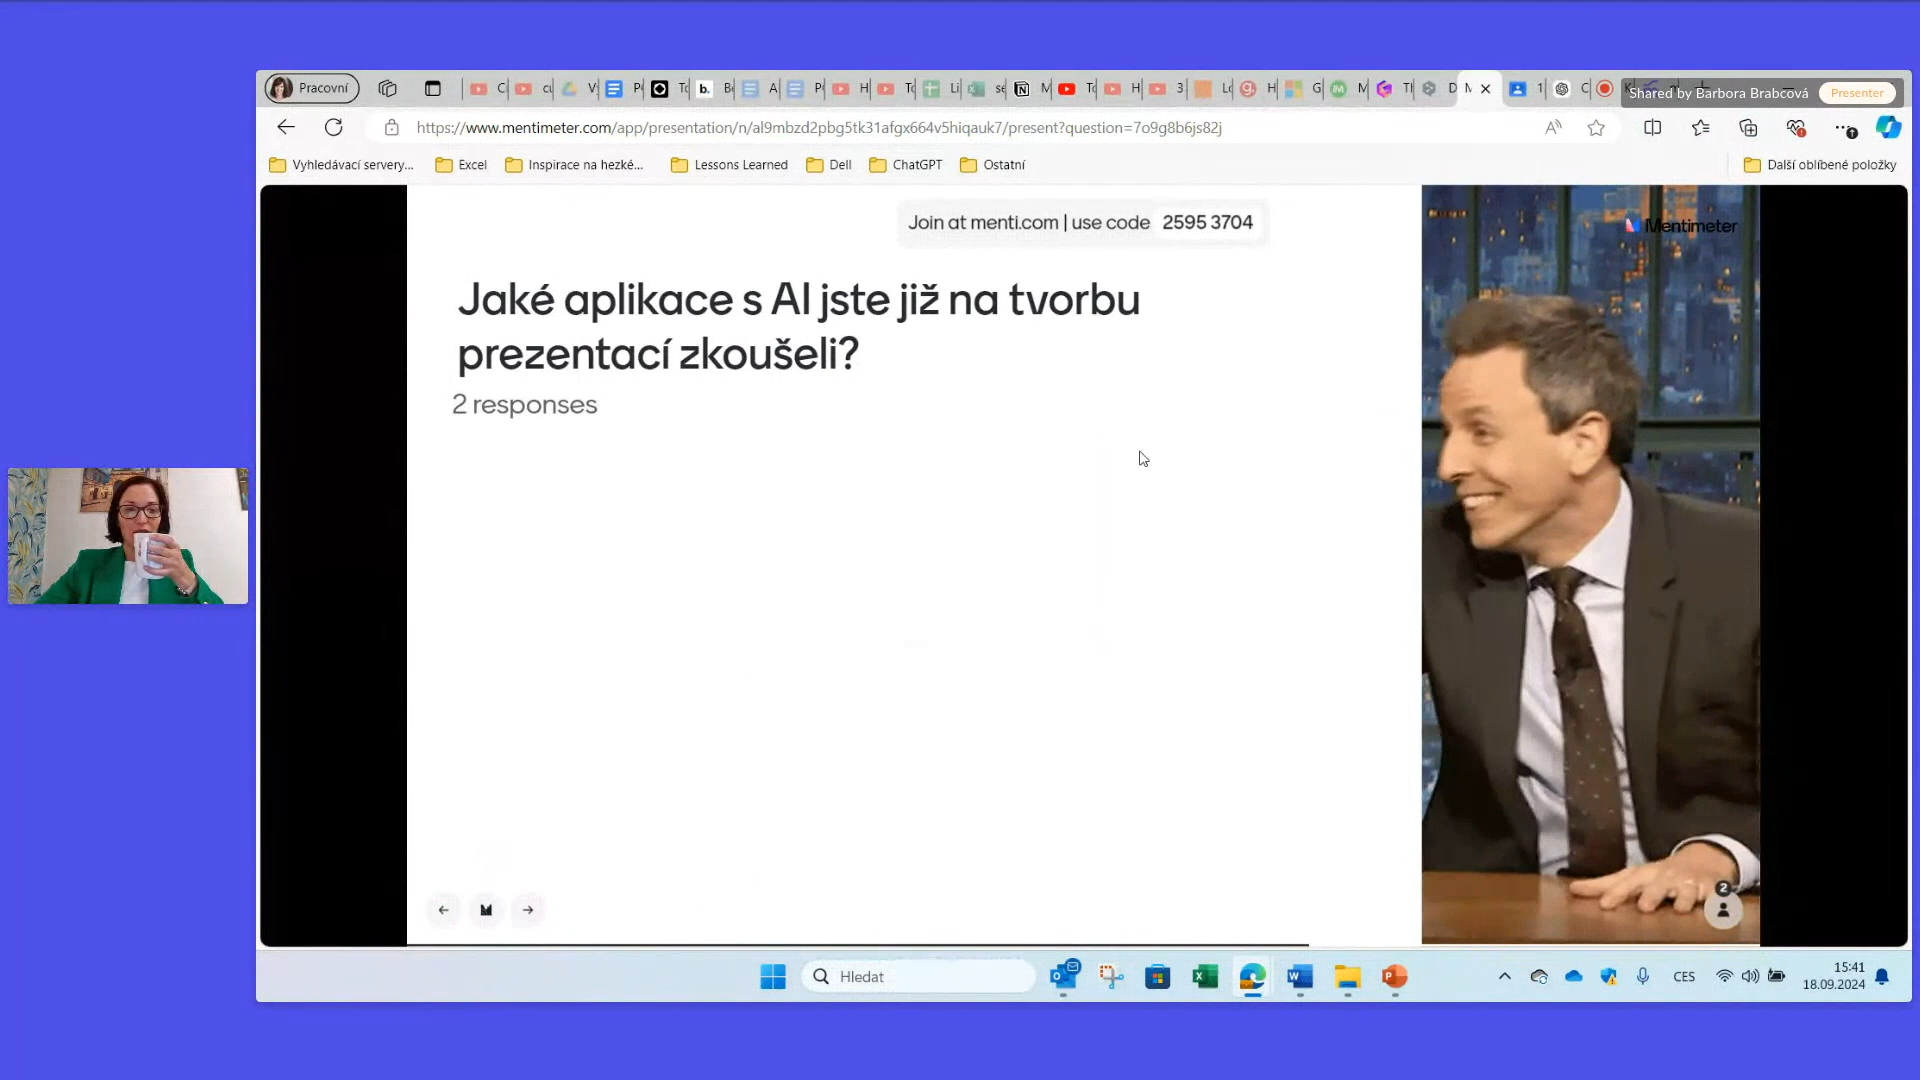 Pracovní
Shared by Barbora Brabcová
Presenter
https://www.mentimeter.com/app/presentation/n/al9mbzd2pbg5tk31afgx664v5hiqauk7/present?question=7o9g8b6js82j
Vyhledávací servery...
Excel
Inspirace na hezké...
Lessons Learned
Dell
ChatGPT
Ostatní
Další oblíbené položky
Join at menti.com | use code 2595 3704
Mentimeter
Jaké aplikace s AI jste již na tvorbu
prezentací zkoušeli?
2 responses
2
Hledat
CES
15:41
18.09.2024